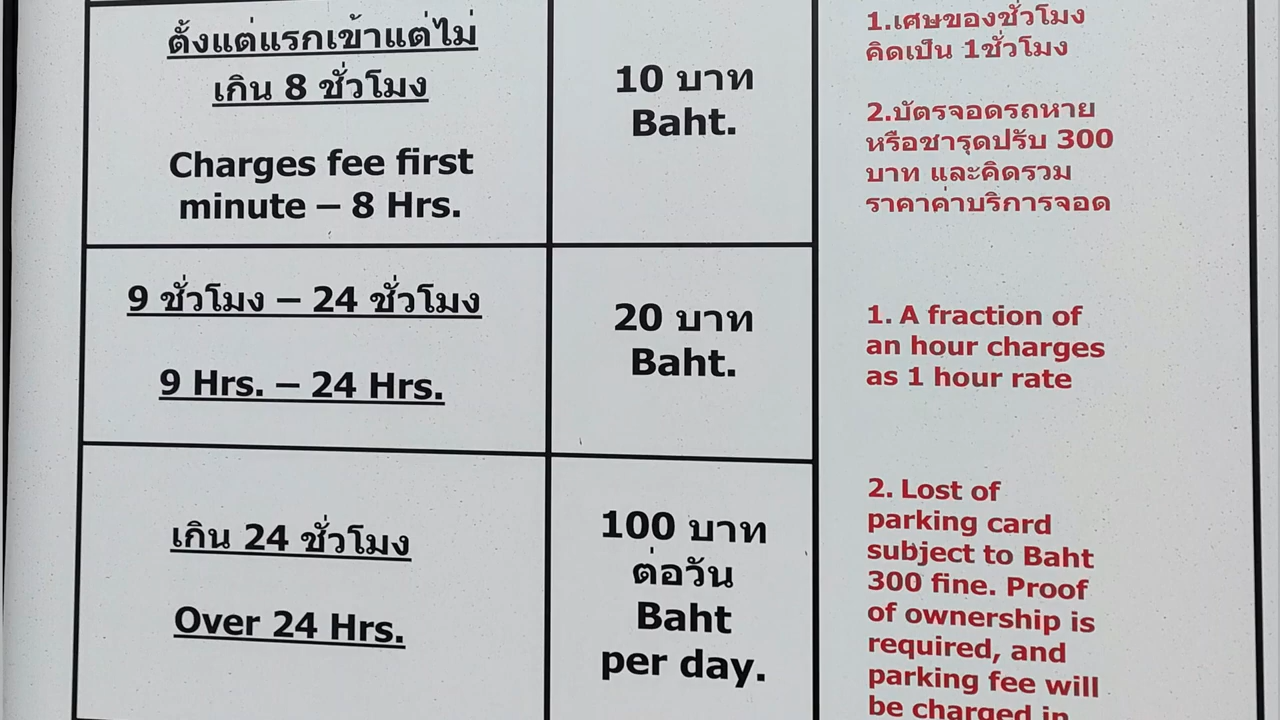 ตั้งแต่แรกเข้าแต่ไม่
เกิน 8 ชั่วโมง
Charges fee first
minute – 8 Hrs.
10 บาท
Baht.
9 ชั่วโมง – 24 ชั่วโมง
9 Hrs. – 24 Hrs.
20 บาท
Baht.
เกิน 24 ชั่วโมง
Over 24 Hrs.
100 บาท
ต่อวัน
Baht
per day.
1.เศษของชั่วโมง
คิดเป็น 1ชั่วโมง
2.บัตรจอดรถหาย
หรือชารุดปรับ 300
บาท และคิดรวม
ราคาค่าบริการจอด
1. A fraction of
an hour charges
as 1 hour rate
2. Lost of
parking card
subject to Baht
300 fine. Proof
of ownership is
required, and
parking fee will
be charged in